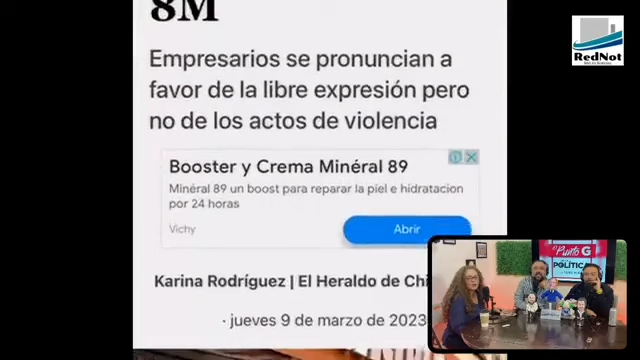 8M
Empresarios se pronuncian a
favor de la libre expresión pero
no de los actos de violencia
Booster y Crema Minéral 89
Minéral 89 un boost para reparar la piel e hidratacion
por 24 horas
Vichy
Abrir
Karina Rodríguez | El Heraldo de Chi
· jueves 9 de marzo de 2023
RedNot
el Punto G
POLÍTICA